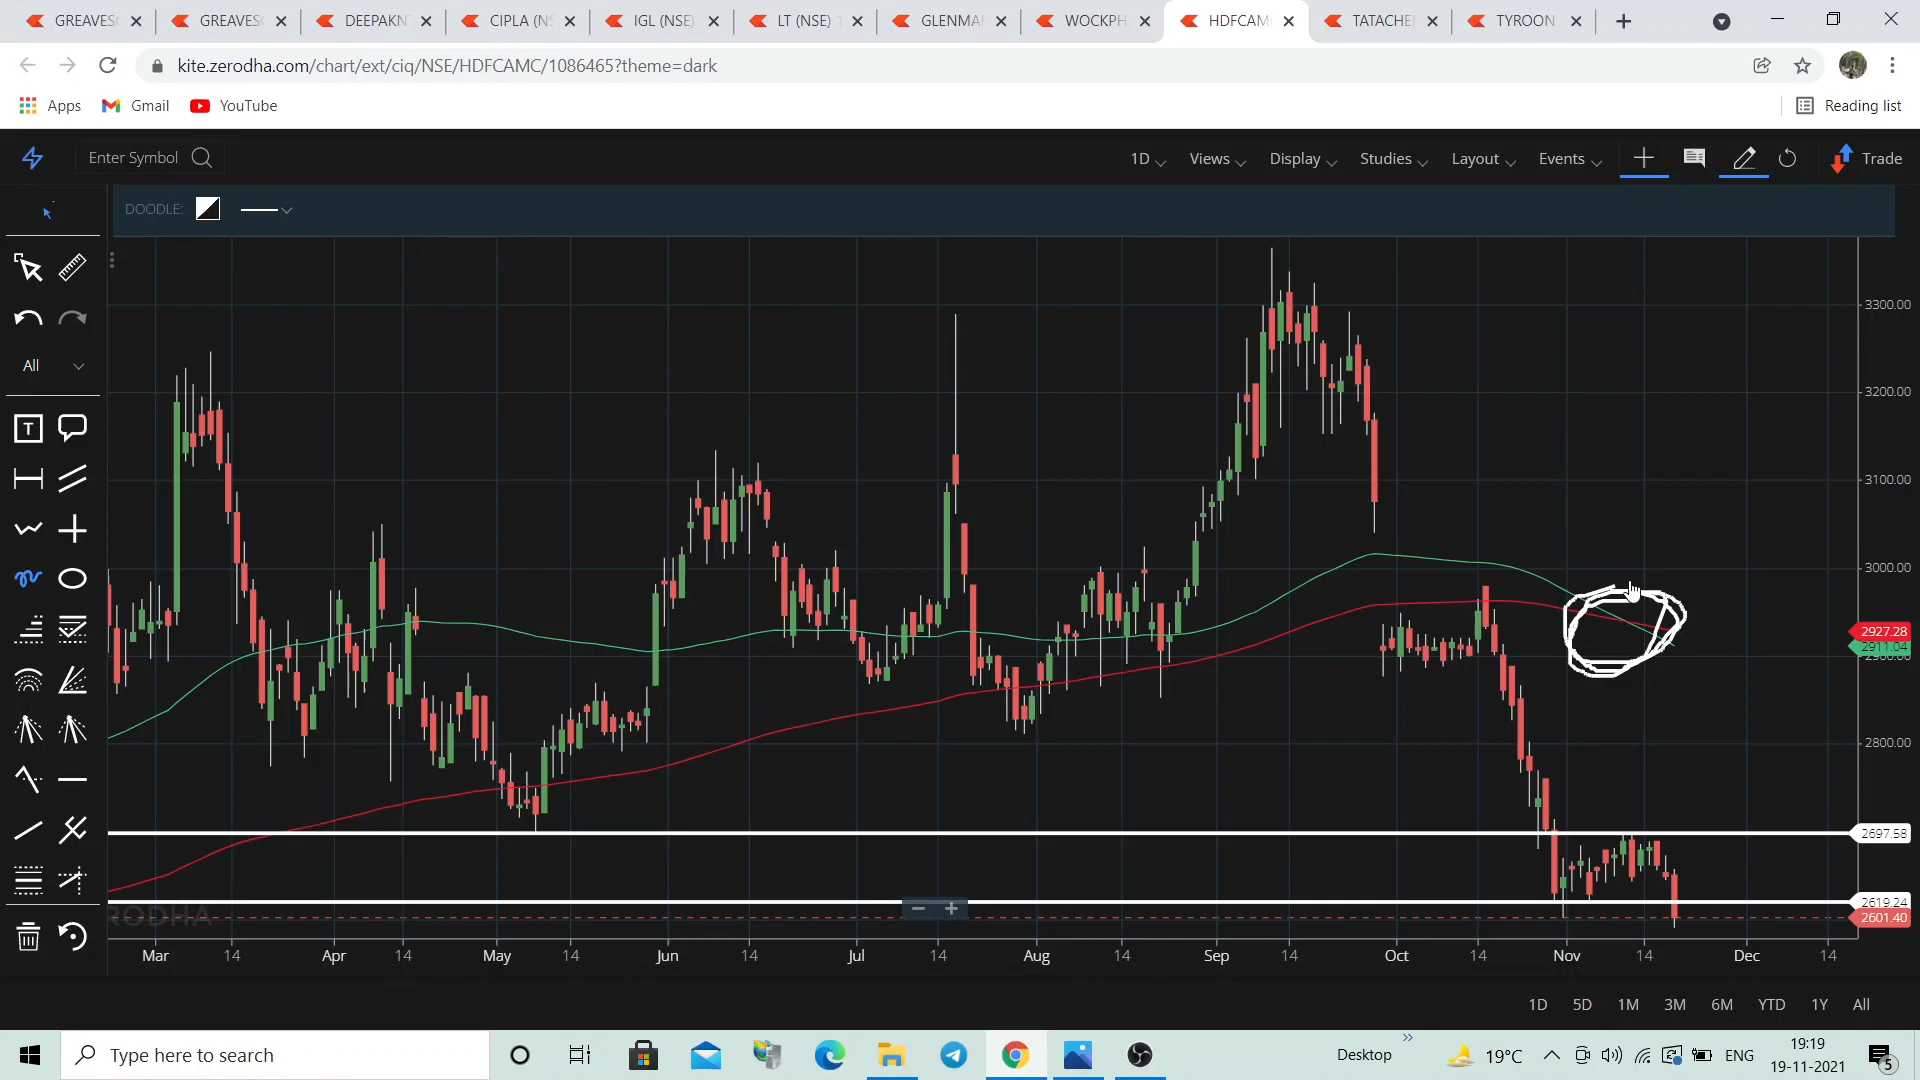 GREAVES
GREAVES
DEEPAKN
CIPLA (NS
IGL (NSE)
LT (NSE)
GLENMA
WOCKPH
HDFCAM
TATACHE
TYROON
kite.zerodha.com/chart/ext/ciq/NSE/HDFCAMC/1086465?theme=dark
Apps
Gmail
YouTube
Reading list
Enter Symbol
1D
Views
Display
Studies
Layout
Events
Trade
DOODLE:
All
T
3300.00
3200.00
3100.00
3000.00
2927.28
2911.04
2900.00
2800.00
2697.58
2619.24
2601.40
RODHA
Mar
14
Apr
14
May
14
Jun
14
Jul
14
Aug
14
Sep
14
Oct
14
Nov
14
Dec
14
1D
5D
1M
3M
6M
YTD
1Y
All
Type here to search
Desktop
19°C
ENG
19:19
19-11-2021
5